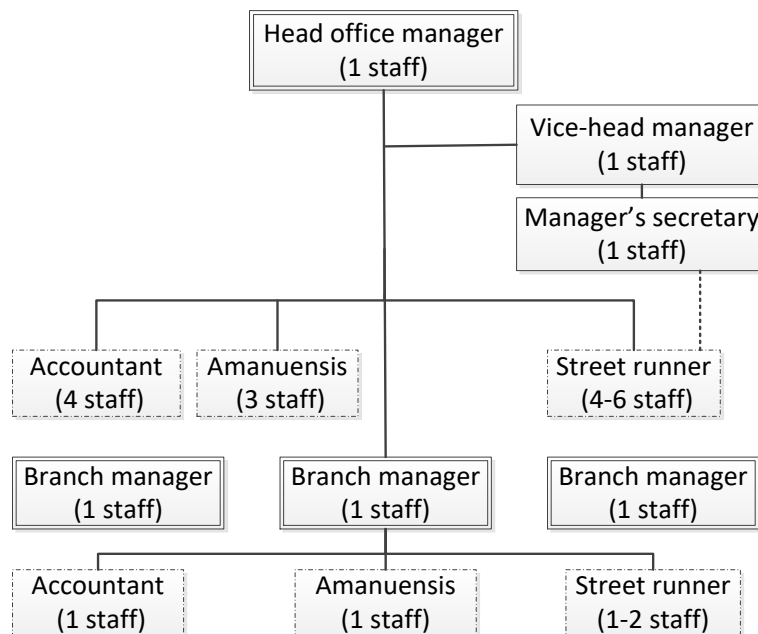 Head office manager
(1 staff)
Vice-head manager
(1 staff)
Manager’s secretary
(1 staff)
Accountant
(4 staff)
Amanuensis
(3 staff)
Street runner
(4-6 staff)
Branch manager
(1 staff)
Branch manager
(1 staff)
Branch manager
(1 staff)
Accountant
(1 staff)
Amanuensis
(1 staff)
Street runner
(1-2 staff)